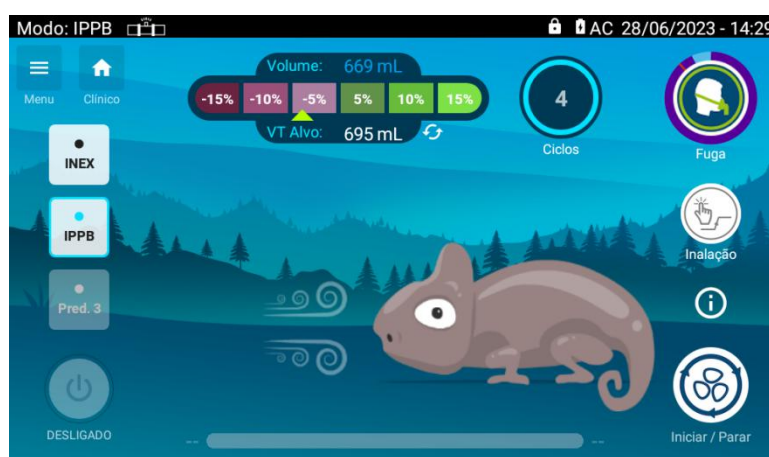 Modo: IPPB
AC 28/06/2023 - 14:29
Menu
Clínico
Volume: 669 mL
-15% -10% -5% 5% 10% 15%
VT Alvo: 695 mL
4
Ciclos
Fuga
INEX
IPPB
Pred. 3
Inalação
DESLIGADO
-- --
Iniciar / Parar